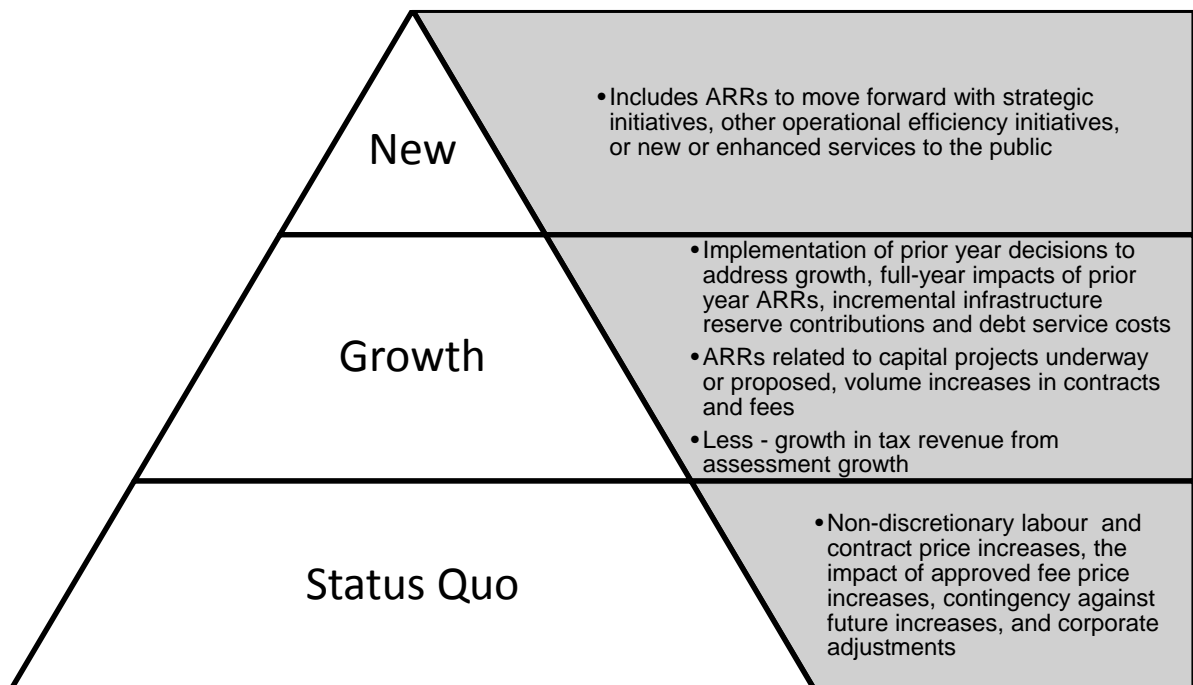 New
•Includes ARRs to move forward with strategic
initiatives, other operational efficiency initiatives,
or new or enhanced services to the public
Growth
•Implementation of prior year decisions to
address growth, full-year impacts of prior
year ARRs, incremental infrastructure
reserve contributions and debt service costs
•ARRs related to capital projects underway
or proposed, volume increases in contracts
and fees
•Less - growth in tax revenue from
assessment growth
Status Quo
•Non-discretionary labour and
contract price increases, the
impact of approved fee price
increases, contingency against
future increases, and corporate
adjustments